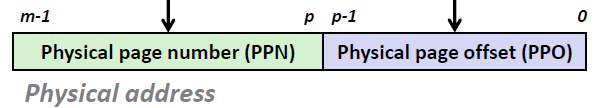 m-1 p p-1 0
Physical page number (PPN) Physical page offset (PPO)
Physical address